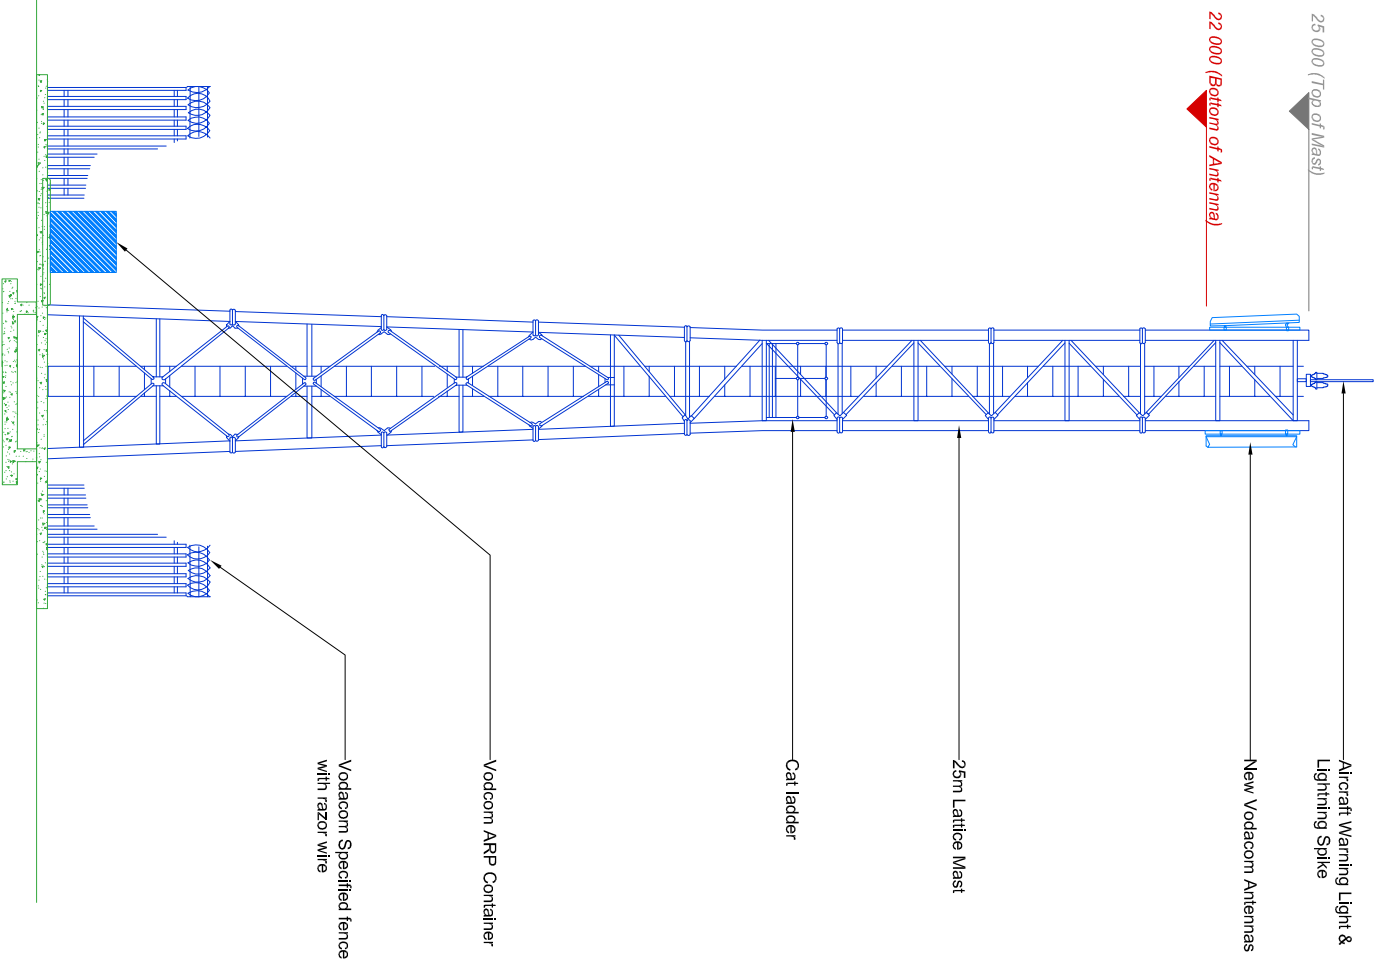 25 000 (Top of Mast)
22 000 (Bottom of Antenna)
Aircraft Warning Light &
Lightning Spike
New Vodacom Antennas
25m Lattice Mast
Cat ladder
Vodcom ARP Container
Vodacom Specified fence
with razor wire